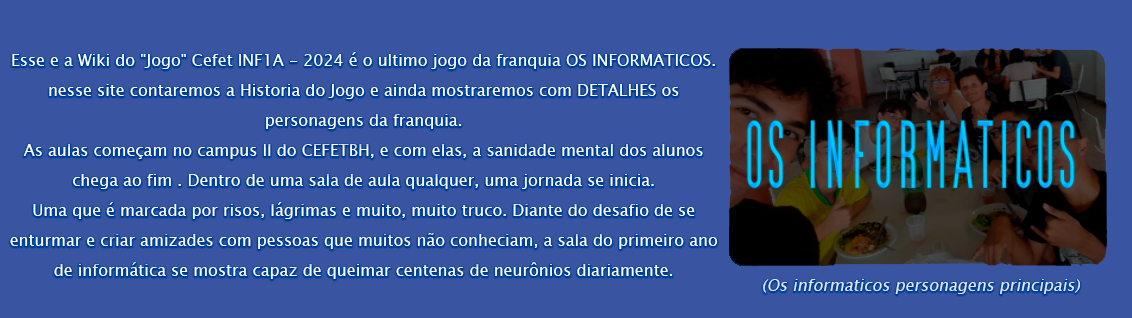 Esse e a Wiki do "Jogo" Cefet INF1A - 2024 é o ultimo jogo da franquia OS INFORMATICOS.
nesse site contaremos a Historia do Jogo e ainda mostraremos com DETALHES os
personagens da franquia.
As aulas começam no campus II do CEFETBH, e com elas, a sanidade mental dos alunos
chega ao fim . Dentro de uma sala de aula qualquer, uma jornada se inicia.
Uma que é marcada por risos, lágrimas e muito, muito truco. Diante do desafio de se
enturmar e criar amizades com pessoas que muitos não conheciam, a sala do primeiro ano
de informática se mostra capaz de queimar centenas de neurônios diariamente.
OS INFORMATICOS
(Os informaticos personagens principais)